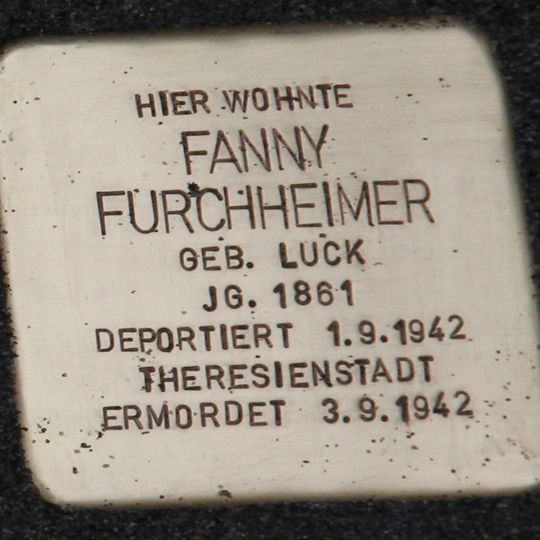 HIER WOHNTE
FANNY
FURCHHEIMER
GEB. LUCK
JG. 1861
DEPORTIERT 1.9.1942
THERESIENSTADT
ERMORDET 3.9.1942